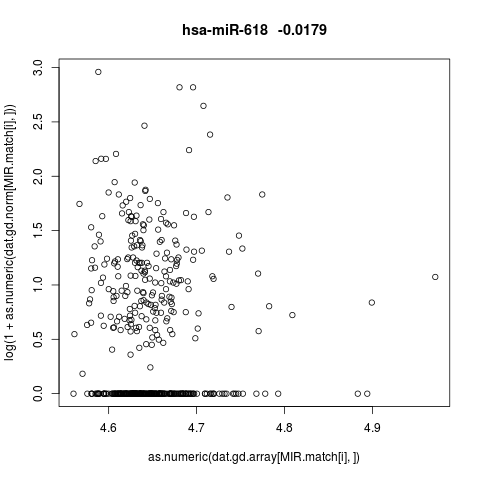 hsa-miR-618 -0.0179
log(1 + as.numeric(dat.gd.norm[MIR.match[i], ]))
3.0
2.5
2.0
1.5
1.0
0.5
0.0
4.6 4.7 4.8 4.9
as.numeric(dat.gd.array[MIR.match[i], ])